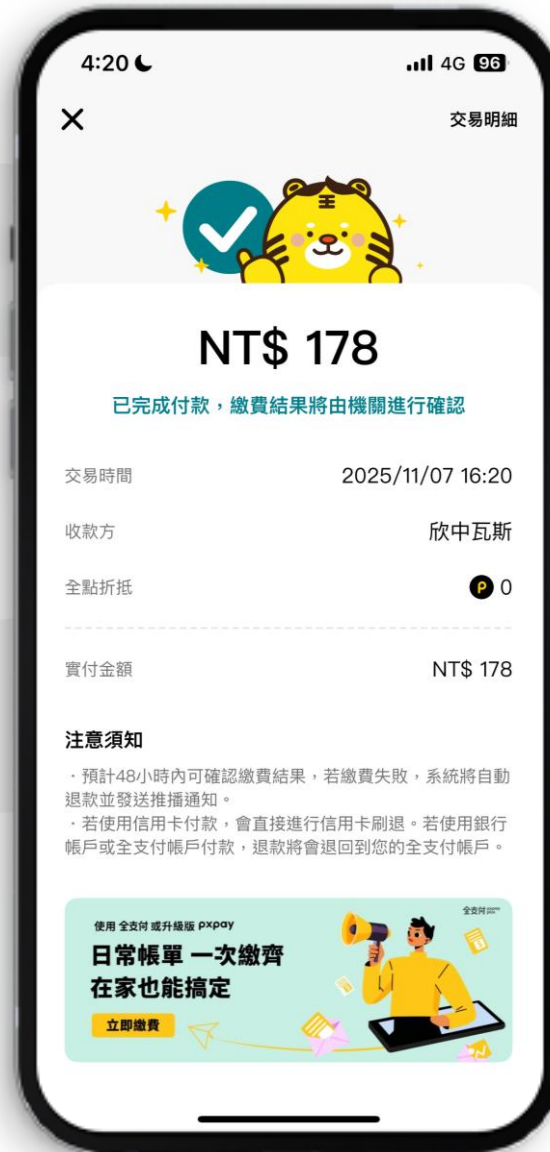 4:20
4G 96
交易明細
王
NT$ 178
已完成付款，繳費結果將由機關進行確認
交易時間 2025/11/07 16:20
收款方 欣中瓦斯
全點折抵 P 0
實付金額 NT$ 178
注意須知
・預計48小時內可確認繳費結果，若繳費失敗，系統將自動
退款並發送推播通知。
・若使用信用卡付款，會直接進行信用卡刷退。若使用銀行
帳戶或全支付帳戶付款，退款將會退回到您的全支付帳戶。
全支付
使用 全支付 或升級版 pxpay
日常帳單 一次繳齊
在家也能搞定
立即繳費